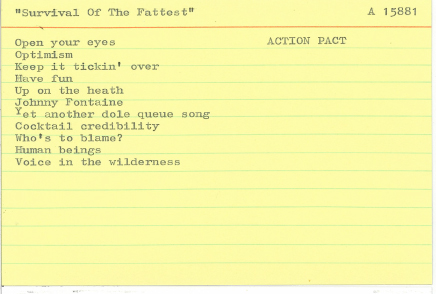 "Survival Of The Fattest" A 15881
Open your eyes ACTION PACT
Optimism
Keep it tickin' over
Have fun
Up on the heath
Johnny Fontaine
Yet another dole queue song
Cocktail credibility
Who's to blame?
Human beings
Voice in the wilderness